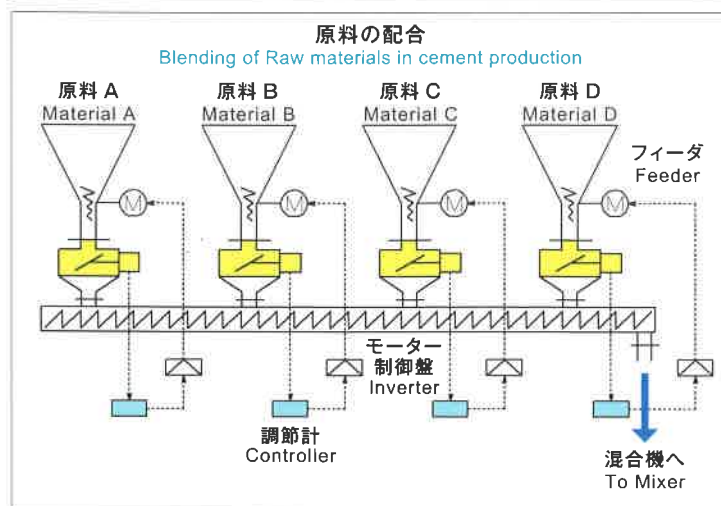 原料の配合
Blending of Raw materials in cement production
原料 A
Material A
原料 B
Material B
原料 C
Material C
原料 D
Material D
フィーダ
Feeder
M
M
M
M
モーター
制御盤
Inverter
調節計
Controller
混合機へ
To Mixer